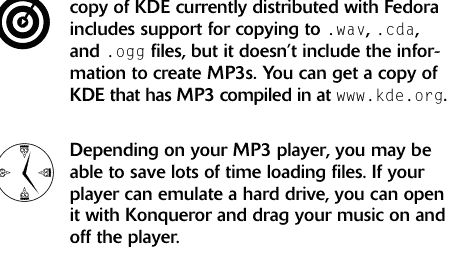 copy of KDE currently distributed with Fedora
includes support for copying to .wav, .cda,
and .ogg files, but it doesn't include the infor-
mation to create MP3s. You can get a copy of
KDE that has MP3 compiled in at www.kde.org.
Depending on your MP3 player, you may be
able to save lots of time loading files. If your
player can emulate a hard drive, you can open
it with Konqueror and drag your music on and
off the player.